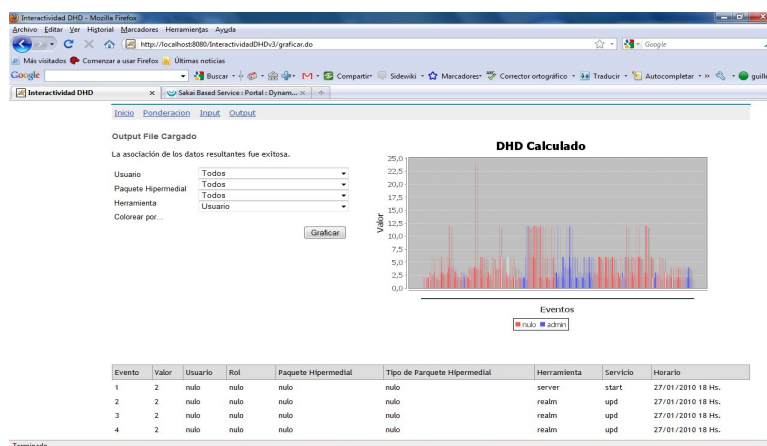 Interactividad DHD - Mozilla Firefox
Archivo Editar Ver Historial Marcadores Herramientas Ayuda
http://localhost:8080/InteractividadDHDv3/graficar.do
Google
Más visitados Comenzar a usar Firefox Últimas noticias
Google Buscar Compartir Sidewiki Marcadores Corrector ortográfico Traducir Autocompletar guille
Interactividad DHD
Sakai Based Service : Portal : Dynam...
Inicio Ponderacion Input Output
Output File Cargado
La asociación de los datos resultantes fue exitosa.
Usuario Todos
Paquete Hipermedial Todos
Herramienta Todos
Colorear por... Usuario
Graficar
DHD Calculado
Valor
25,0
22,5
20,0
17,5
15,0
12,5
10,0
7,5
5,0
2,5
0,0
Eventos
nulo admin
Evento Valor Usuario Rol Paquete Hipermedial Tipo de Parquete Hipermedial Herramienta Servicio Horario
1 2 nulo nulo nulo nulo server start 27/01/2010 18 Hs.
2 2 nulo nulo nulo nulo realm upd 27/01/2010 18 Hs.
3 2 nulo nulo nulo nulo realm upd 27/01/2010 18 Hs.
4 2 nulo nulo nulo nulo realm upd 27/01/2010 18 Hs.
Terminado